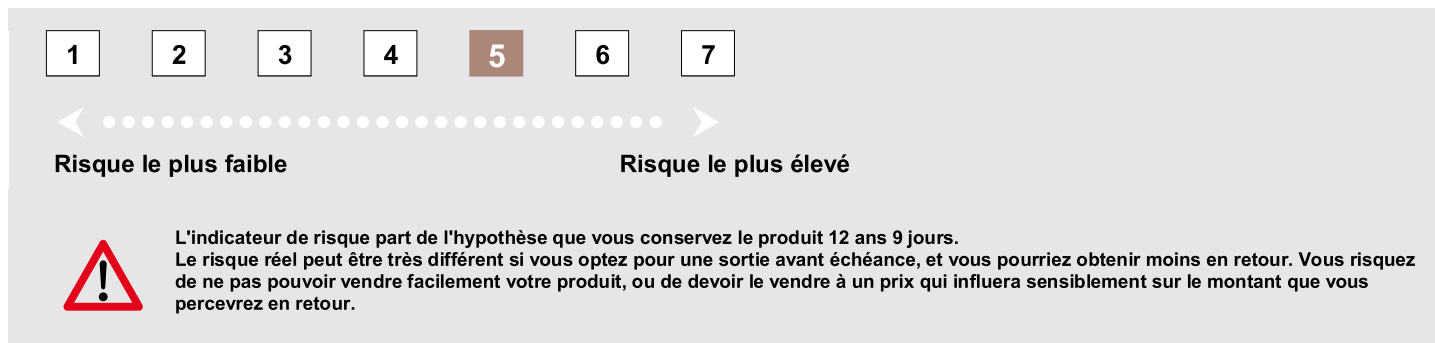 1 2 3 4 5 6 7
Risque le plus faible Risque le plus élevé
L'indicateur de risque part de l'hypothèse que vous conservez le produit 12 ans 9 jours.
Le risque réel peut être très différent si vous optez pour une sortie avant échéance, et vous pourriez obtenir moins en retour. Vous risquez
de ne pas pouvoir vendre facilement votre produit, ou de devoir le vendre à un prix qui influera sensiblement sur le montant que vous
percevrez en retour.